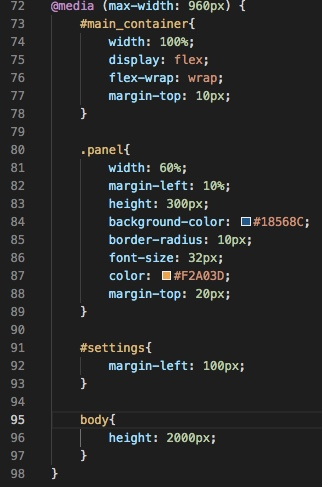 72 @media (max-width: 960px) {
73 #main_container{
74 width: 100%;
75 display: flex;
76 flex-wrap: wrap;
77 margin-top: 10px;
78 }
79
80 .panel{
81 width: 60%;
82 margin-left: 10%;
83 height: 300px;
84 background-color: #18568C;
85 border-radius: 10px;
86 font-size: 32px;
87 color: #F2A03D;
88 margin-top: 20px;
89 }
90
91 #settings{
92 margin-left: 100px;
93 }
94
95 body{
96 height: 2000px;
97 }
98 }